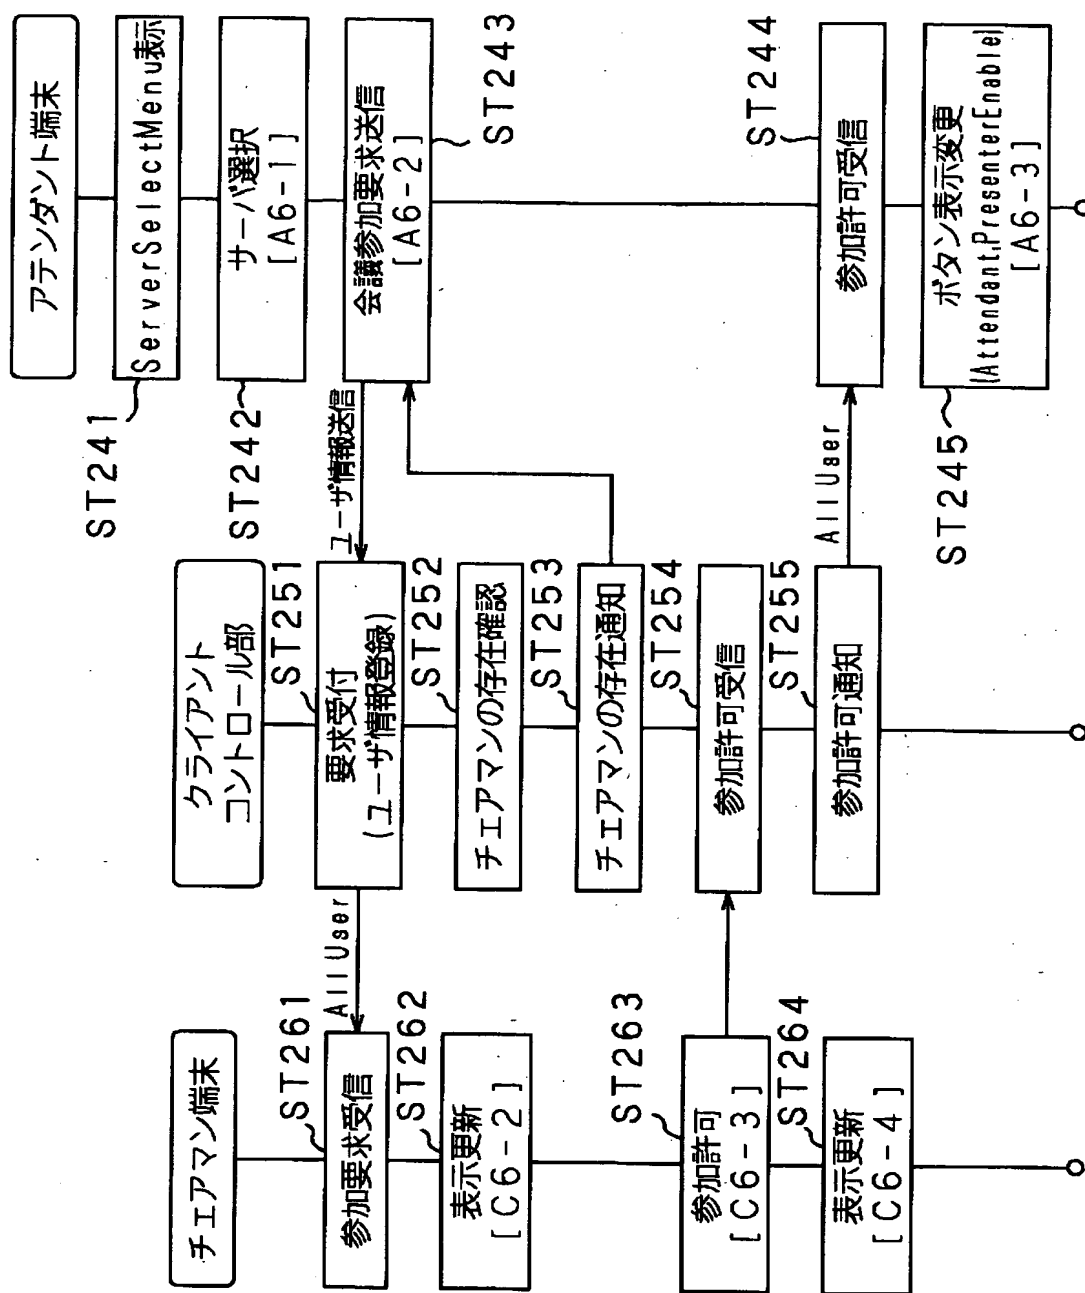 チェアマン端末
ST261
参加要求受信
ST262
表示更新
[C6-2]
ST263
参加許可
[C6-3]
ST264
表示更新
[C6-4]
AllUser
クライアント
コントロール部
ST251
要求受付
(ユーザ情報登録)
ST252
チェアマンの存在確認
ST253
チェアマンの存在通知
ST254
参加許可受信
ST255
参加許可通知
ユーザ情報送信
AllUser
アテンダント端末
ST241
ServerSelectMenu表示
ST242
サーバ選択
[A6-1]
会議参加要求送信
[A6-2]
ST243
参加許可受信
ST244
ボタン表示変更
(Attendant,PresenterEnable)
[A6-3]
ST245